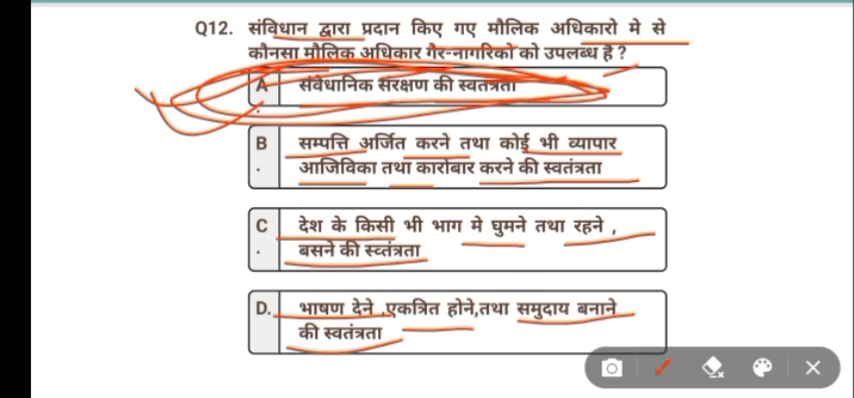 Q12. संविधान द्वारा प्रदान किए गए मौलिक अधिकारो मे से
कौनसा मौलिक अधिकार गैर-नागरिको को उपलब्ध है ?
A. संवैधानिक संरक्षण की स्वतंत्रता
B. सम्पत्ति अर्जित करने तथा कोई भी व्यापार
आजिविका तथा कारोबार करने की स्वतंत्रता
C. देश के किसी भी भाग मे घुमने तथा रहने ,
बसने की स्व्तंत्रता
D. भाषण देने ,एकत्रित होने,तथा समुदाय बनाने
की स्वतंत्रता